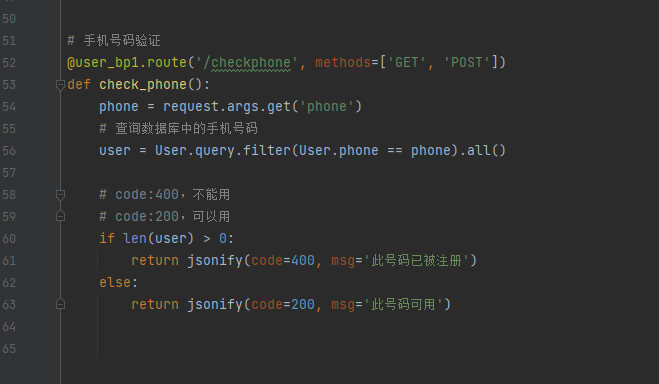 50
51 # 手机号码验证
52 @user_bp1.route('/checkphone', methods=['GET', 'POST'])
53 def check_phone():
54 phone = request.args.get('phone')
55 # 查询数据库中的手机号码
56 user = User.query.filter(User.phone == phone).all()
57
58 # code:400，不能用
59 # code:200，可以用
60 if len(user) > 0:
61 return jsonify(code=400, msg='此号码已被注册')
62 else:
63 return jsonify(code=200, msg='此号码可用')
64
65